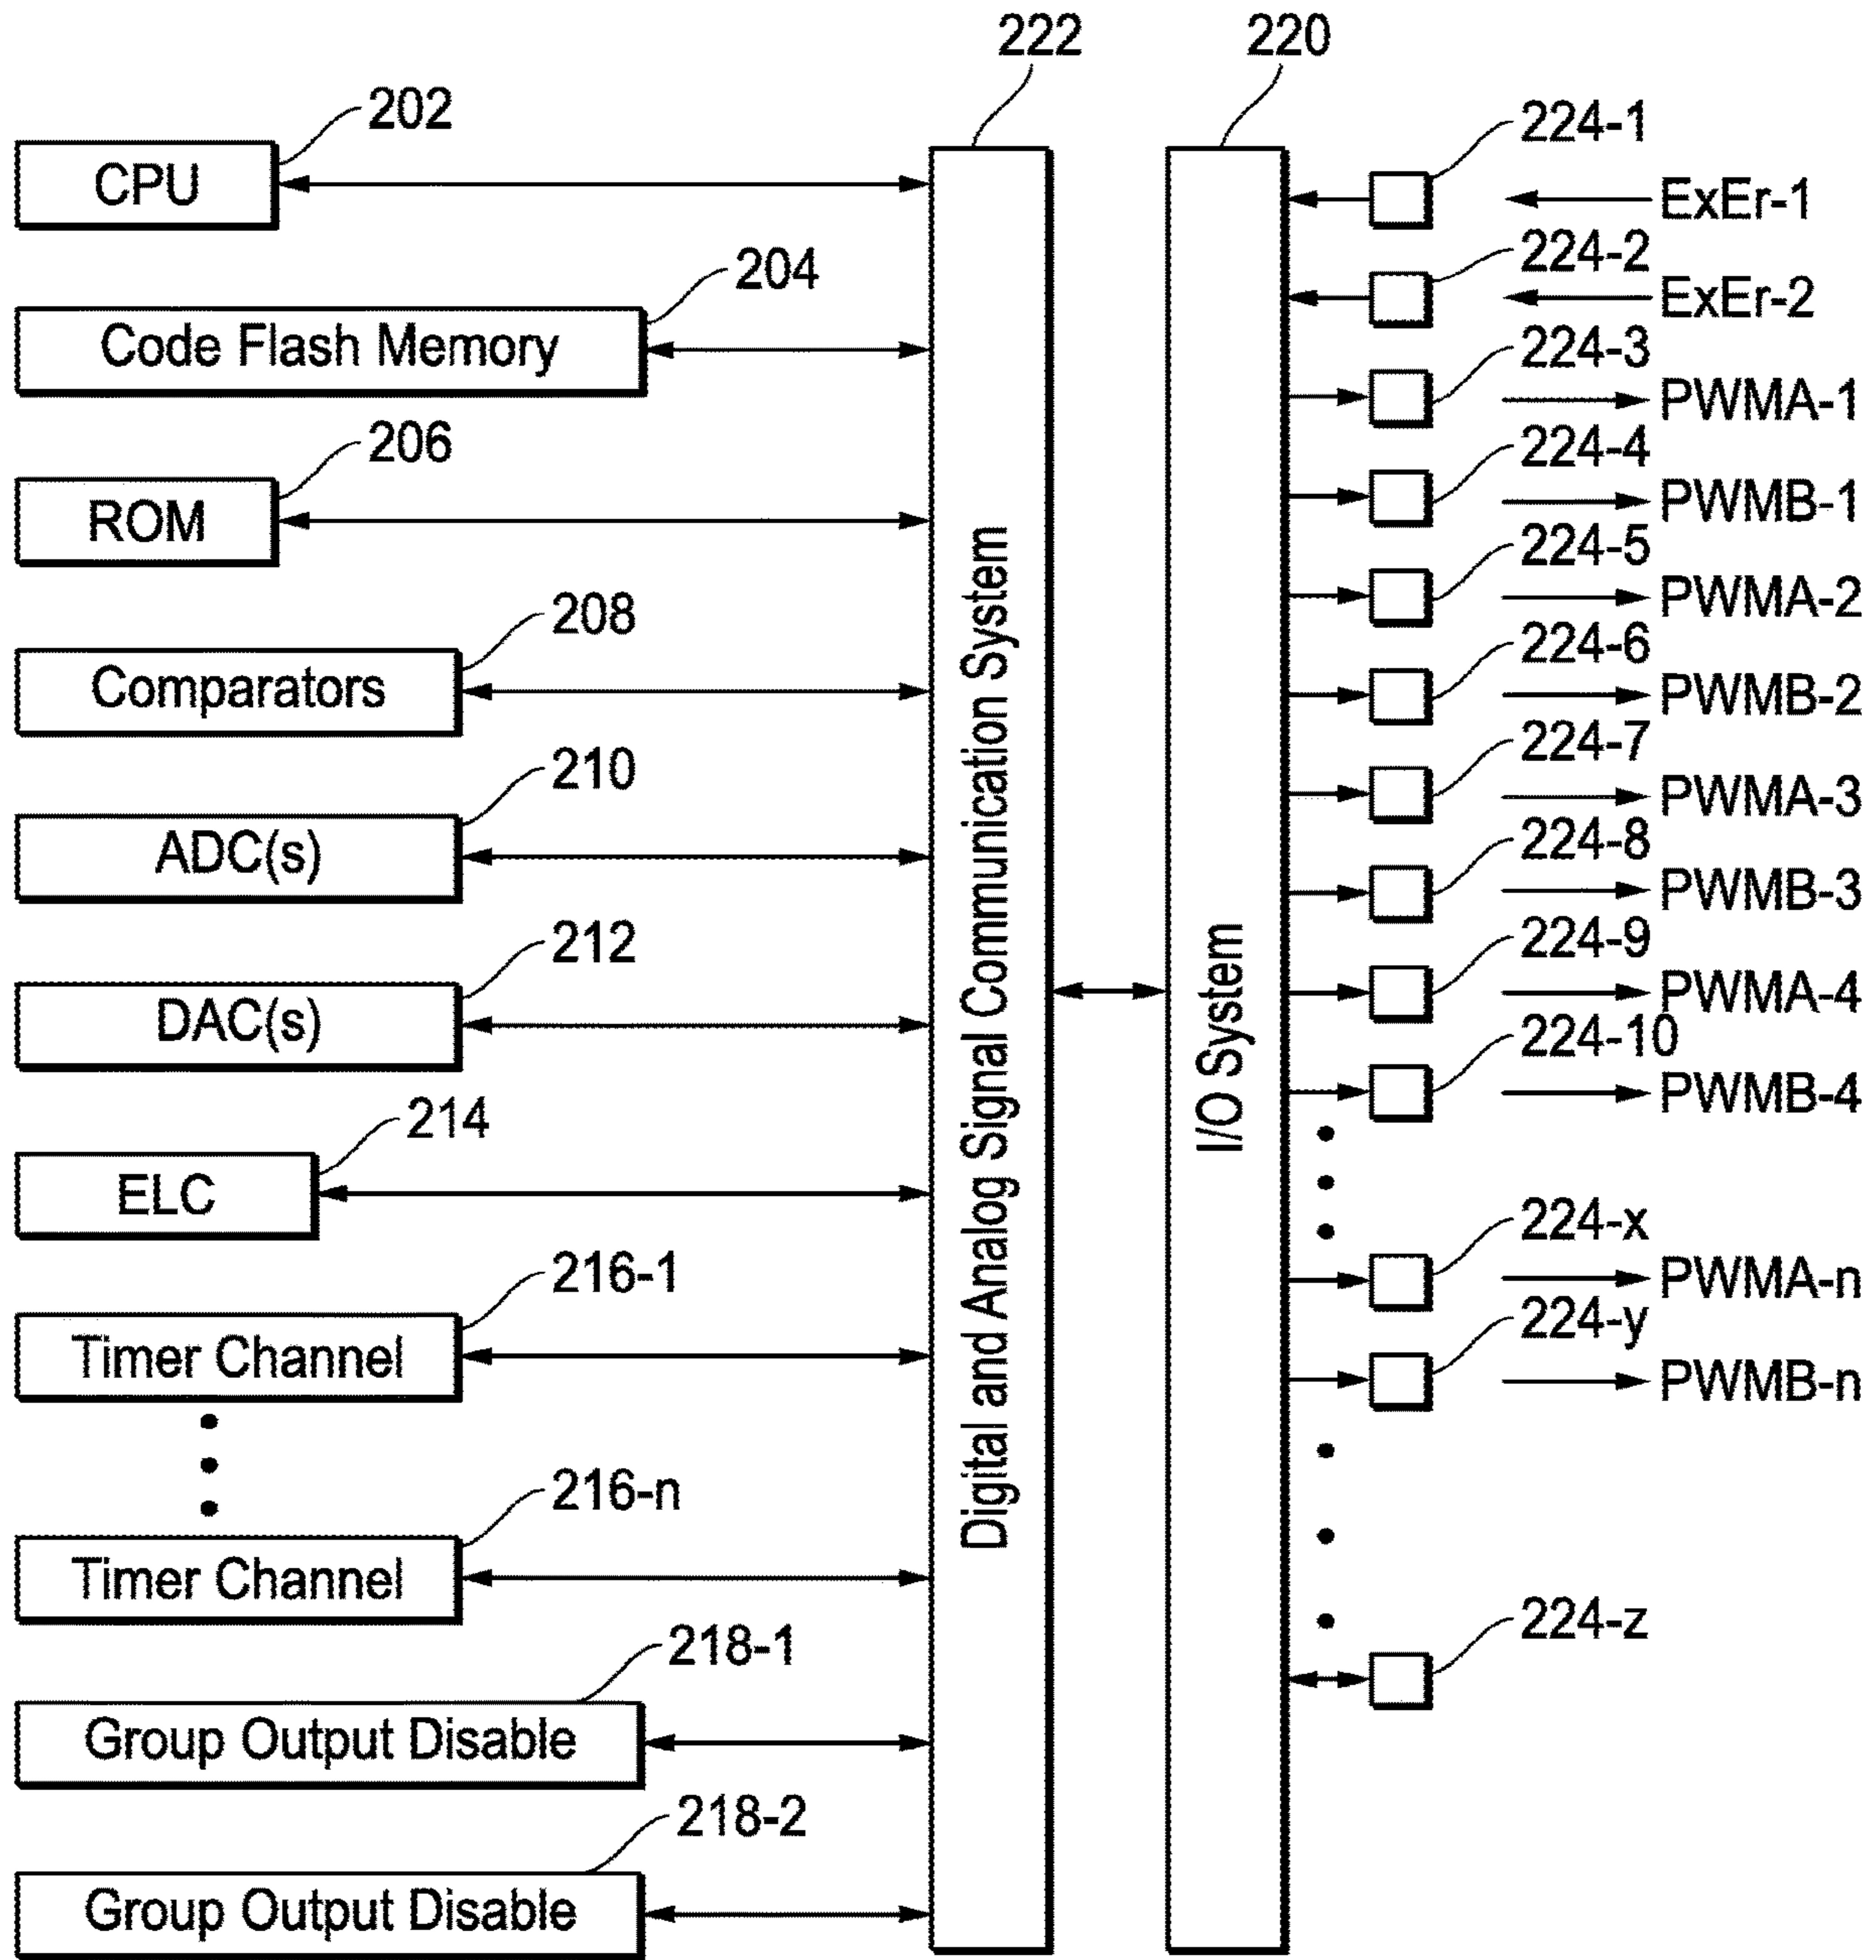 222
220
202
CPU
204
Code Flash Memory
206
ROM
208
Comparators
210
ADC(s)
212
DAC(s)
214
ELC
216-1
Timer Channel
216-n
Timer Channel
218-1
Group Output Disable
218-2
Group Output Disable
Digital and Analog Signal Communication System
I/O System
224-1
ExEr-1
224-2
ExEr-2
224-3
PWMA-1
224-4
PWMB-1
224-5
PWMA-2
224-6
PWMB-2
224-7
PWMA-3
224-8
PWMB-3
224-9
PWMA-4
224-10
PWMB-4
224-x
PWMA-n
224-y
PWMB-n
224-z